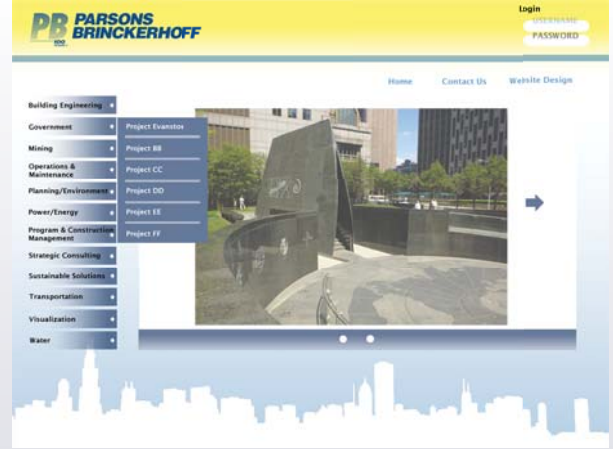 PB
PARSONS
BRINCKERHOFF
100
Login
USERNAME
PASSWORD
Home
Contact Us
Website Design
Building Engineering
Government
Mining
Operations &
Maintenance
Planning/Environment
Power/Energy
Program & Construction
Management
Strategic Consulting
Sustainable Solutions
Transportation
Visualization
Water
Project Evanston
Project BB
Project CC
Project DD
Project EE
Project FF